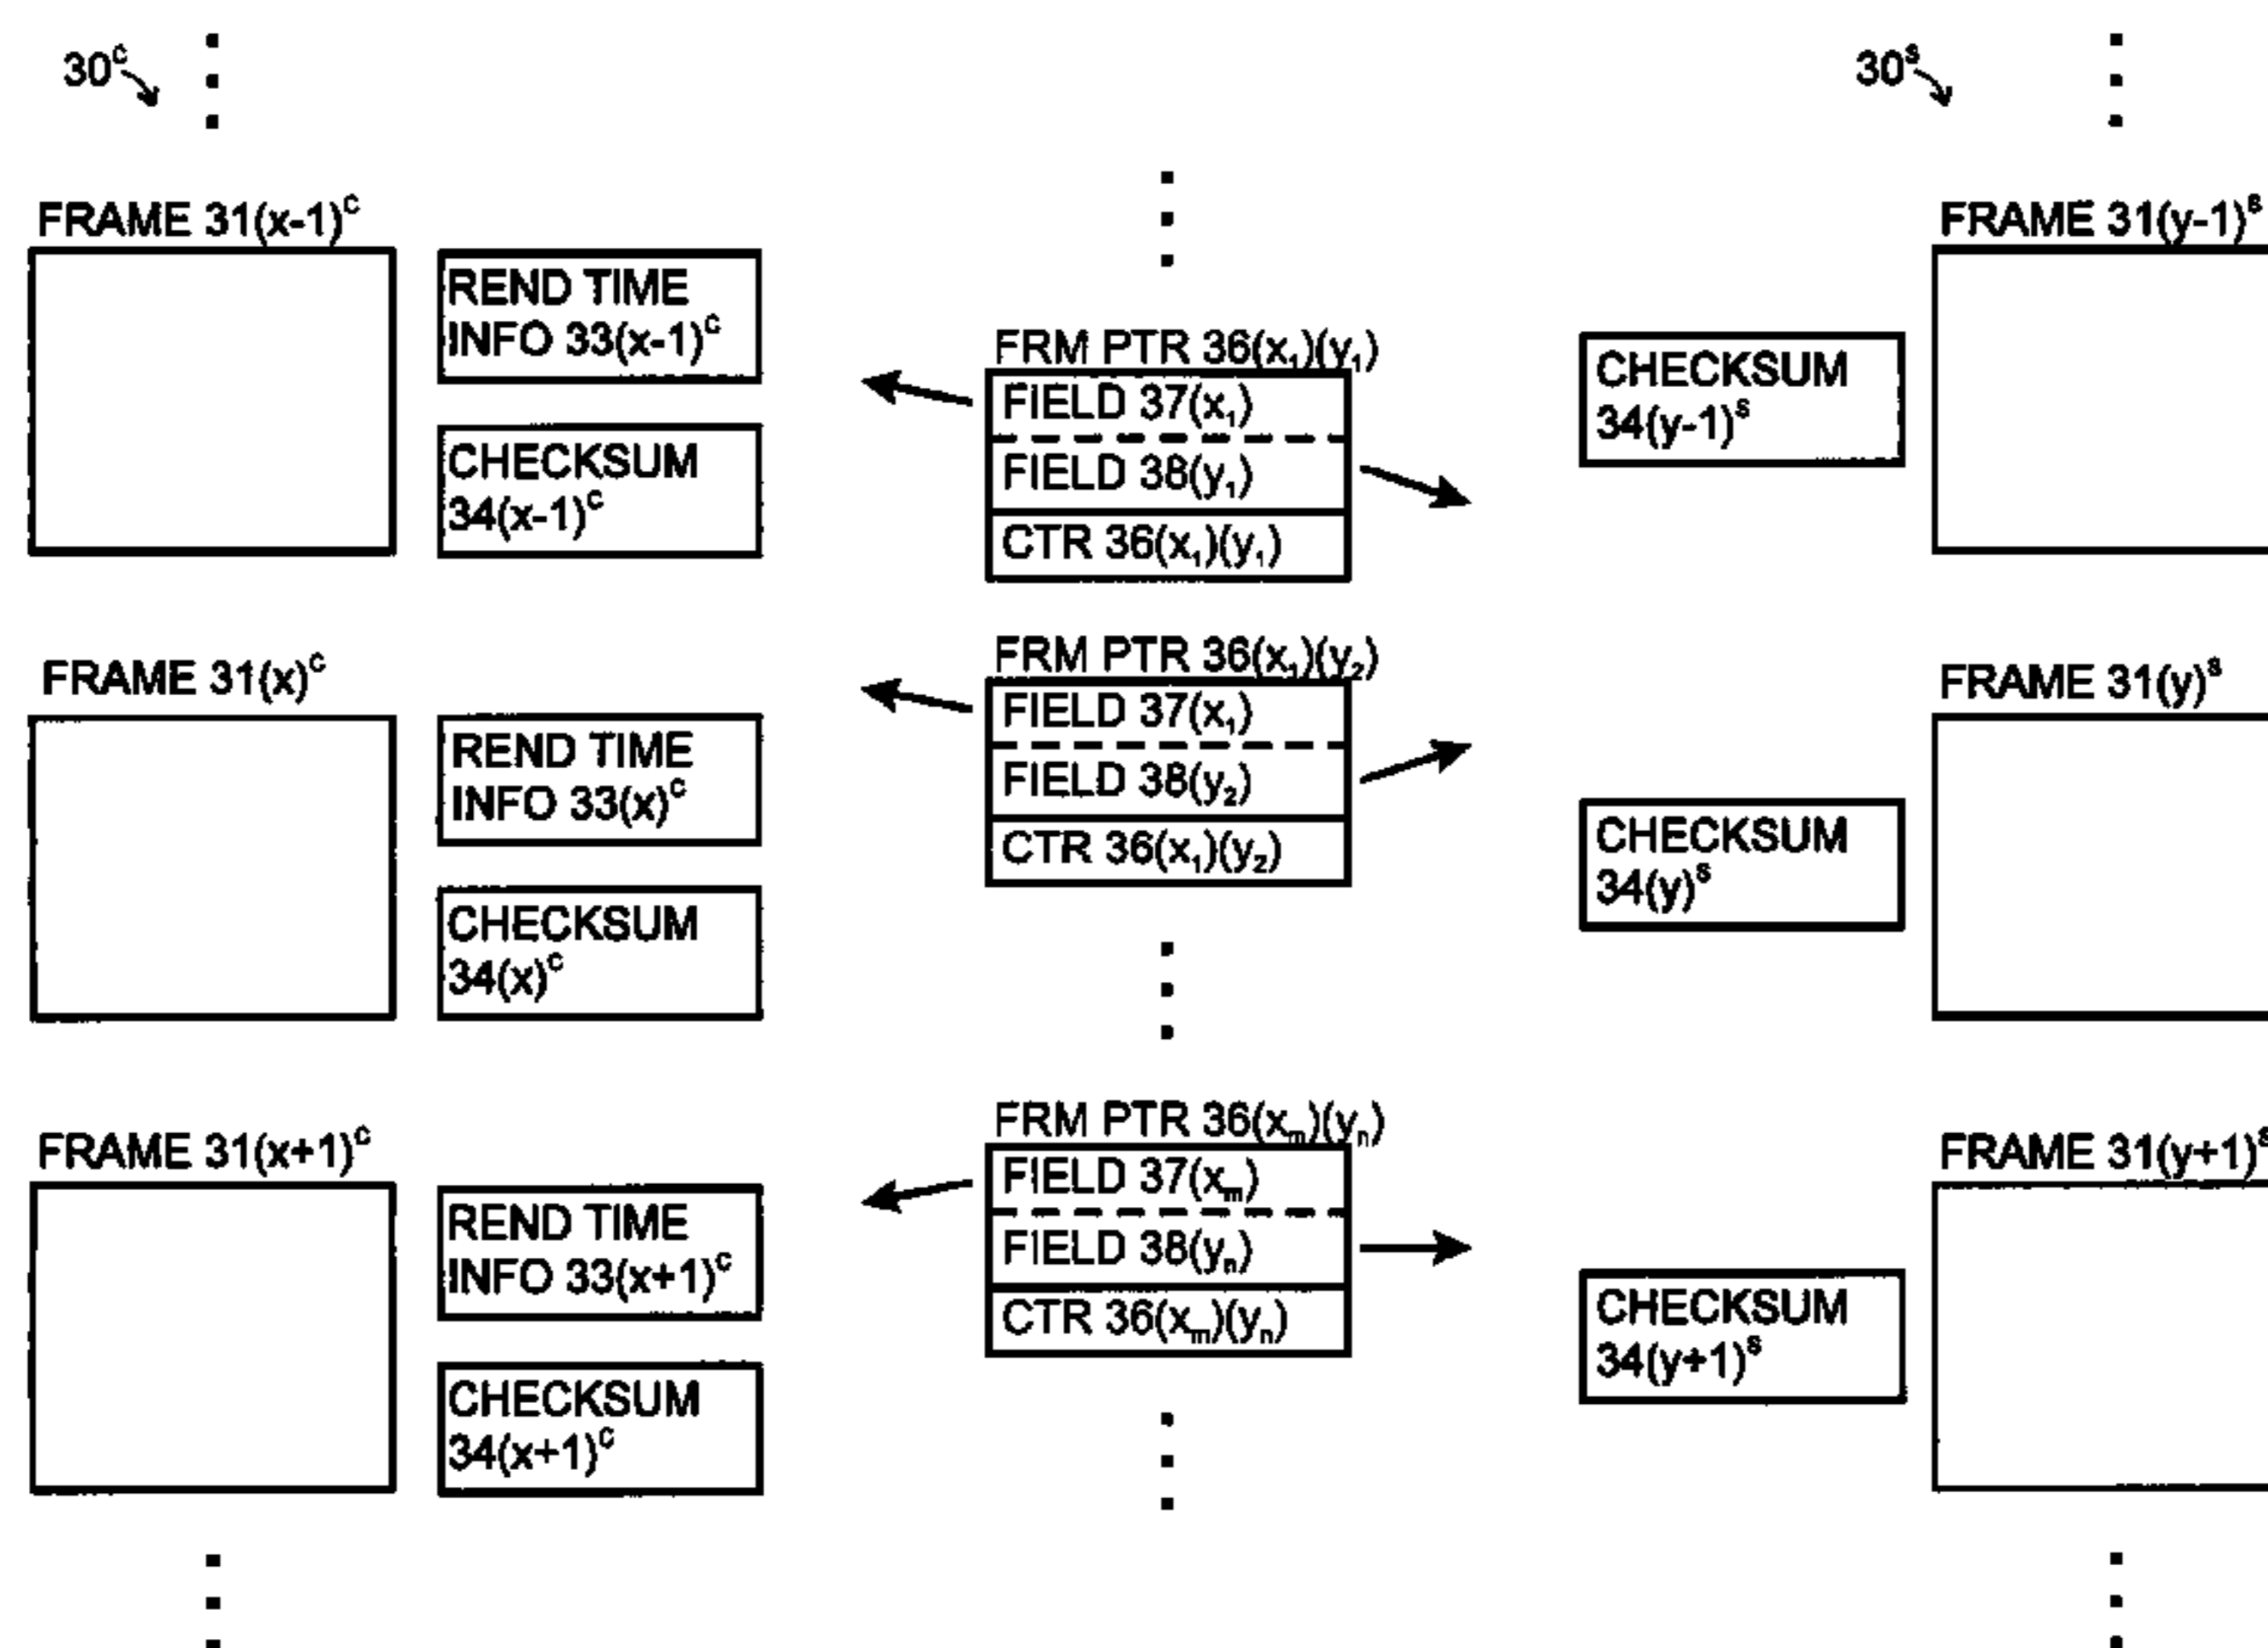 30ᶜ
FRAME 31(x-1)ᶜ
REND TIME
INFO 33(x-1)ᶜ
CHECKSUM
34(x-1)ᶜ
FRAME 31(x)ᶜ
REND TIME
INFO 33(x)ᶜ
CHECKSUM
34(x)ᶜ
FRAME 31(x+1)ᶜ
REND TIME
INFO 33(x+1)ᶜ
CHECKSUM
34(x+1)ᶜ
FRM PTR 36(x₁)(y₁)
FIELD 37(x₁)
FIELD 38(y₁)
CTR 36(x₁)(y₁)
FRM PTR 36(x₁)(y₂)
FIELD 37(x₁)
FIELD 38(y₂)
CTR 36(x₁)(y₂)
FRM PTR 36(xₘ)(yₙ)
FIELD 37(xₘ)
FIELD 38(yₙ)
CTR 36(xₘ)(yₙ)
30ˢ
FRAME 31(y-1)ˢ
CHECKSUM
34(y-1)ˢ
FRAME 31(y)ˢ
CHECKSUM
34(y)ˢ
FRAME 31(y+1)ˢ
CHECKSUM
34(y+1)ˢ